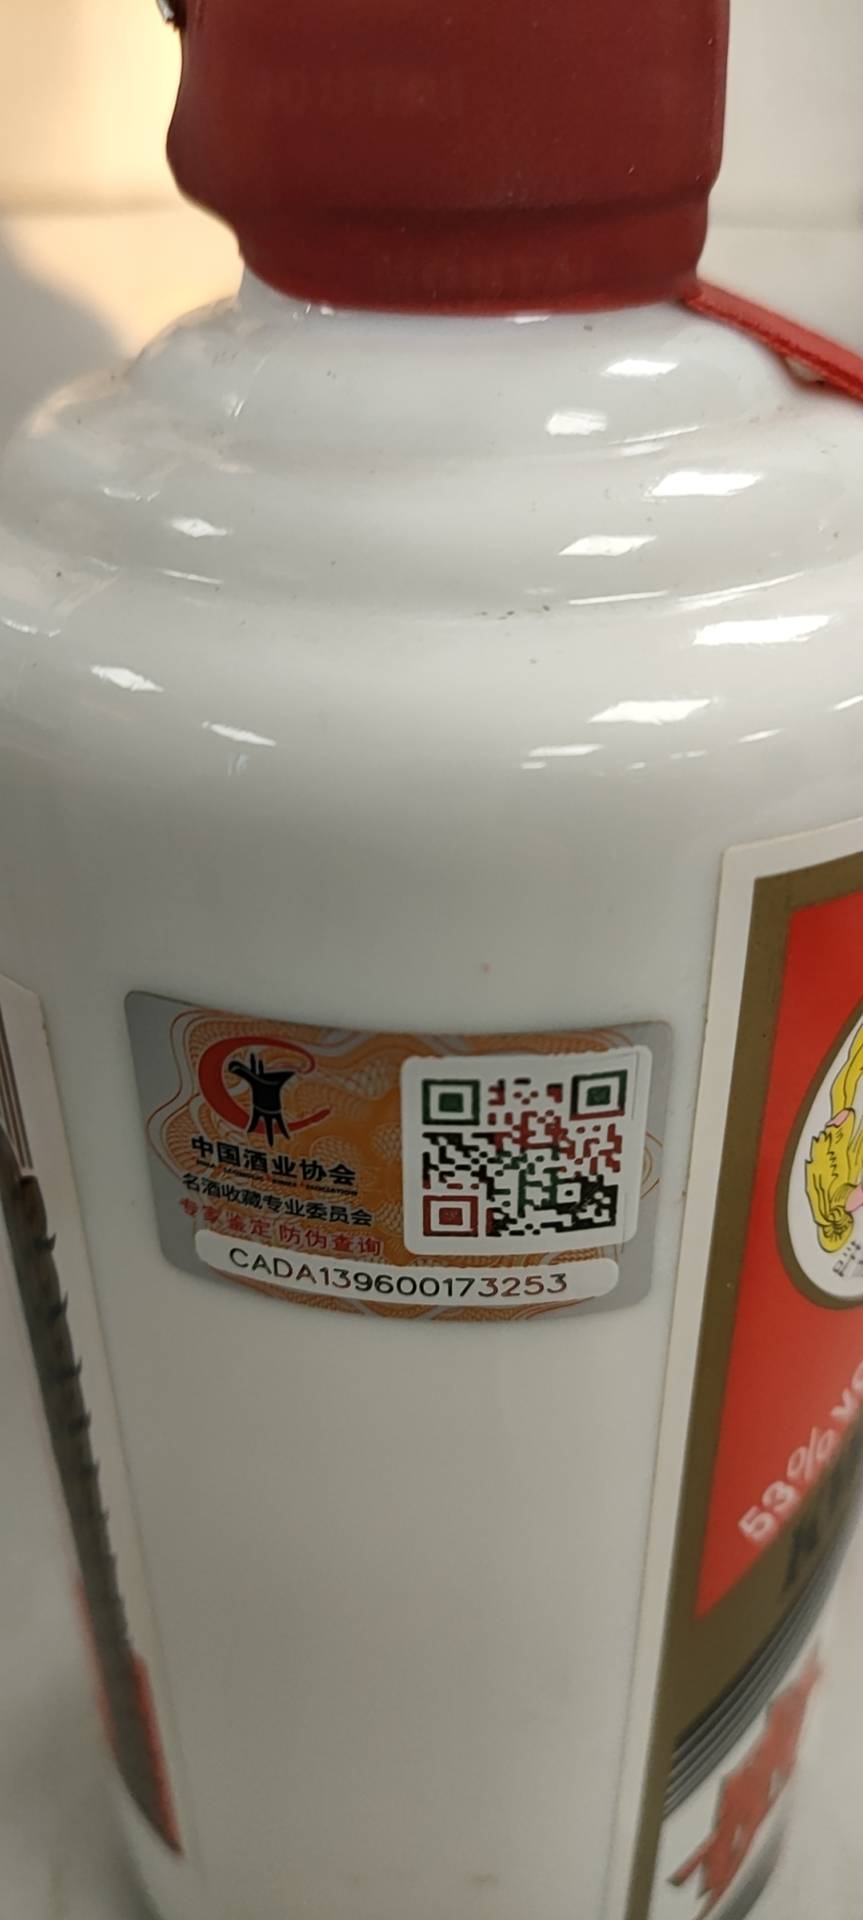 中国酒业协会
名酒收藏专业委员会
专家鉴定 防伪查询
CADA139600173253
53%